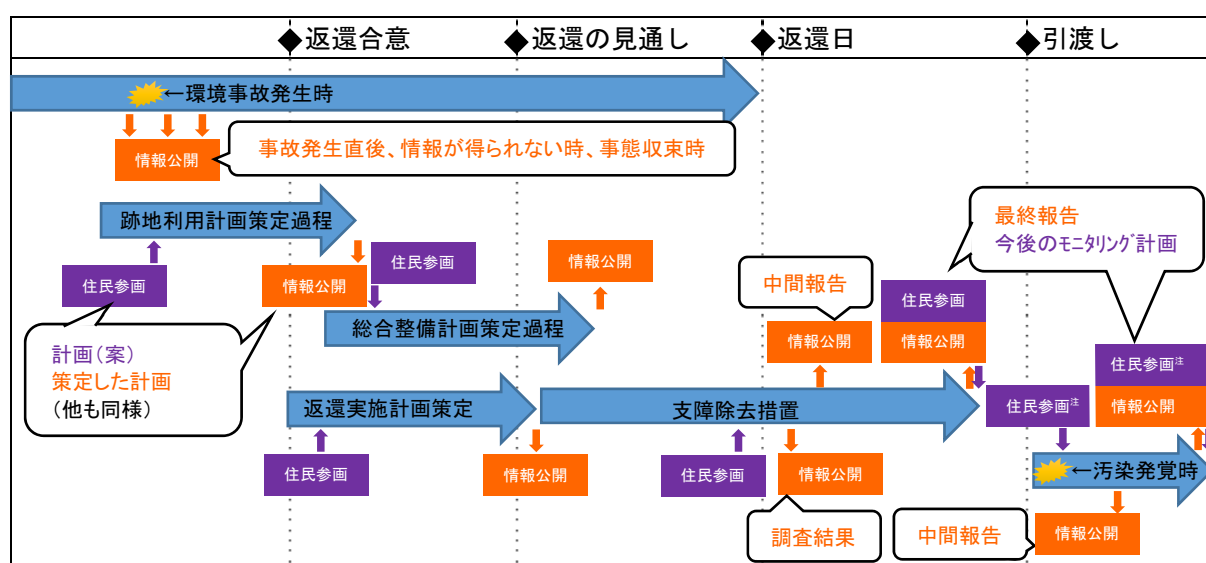 ◆返還合意
◆返還の見通し
◆返還日
◆引渡し
←環境事故発生時
情報公開
事故発生直後、情報が得られない時、事態収束時
跡地利用計画策定過程
住民参画
情報公開
住民参画
情報公開
計画(案)
策定した計画
(他も同様)
総合整備計画策定過程
中間報告
情報公開
住民参画
情報公開
最終報告
今後のモニタリング計画
返還実施計画策定
支障除去措置
住民参画注
住民参画注
情報公開
住民参画
情報公開
住民参画
情報公開
調査結果
←汚染発覚時
中間報告
情報公開